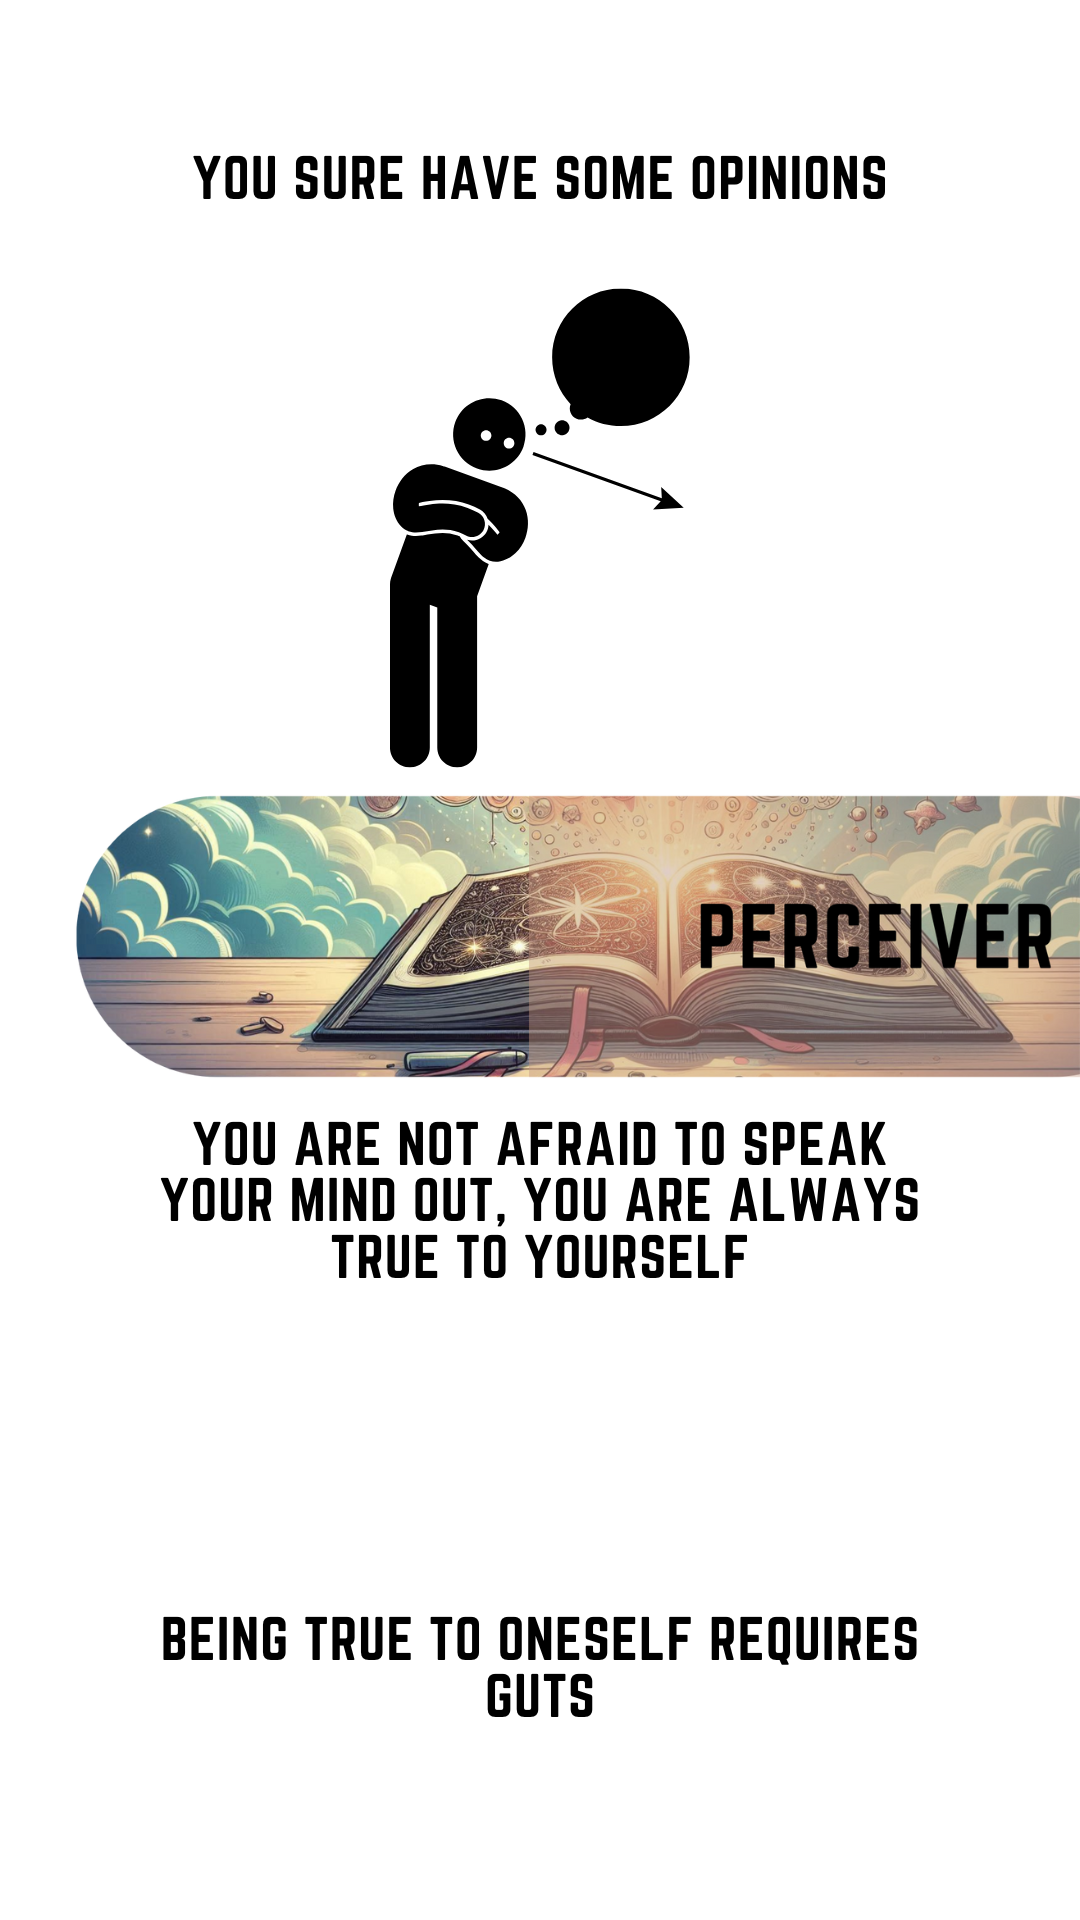 YOU SURE HAVE SOME OPINIONS
PERCEIVER
YOU ARE NOT AFRAID TO SPEAK
YOUR MIND OUT, YOU ARE ALWAYS
TRUE TO YOURSELF
BEING TRUE TO ONESELF REQUIRES
GUTS